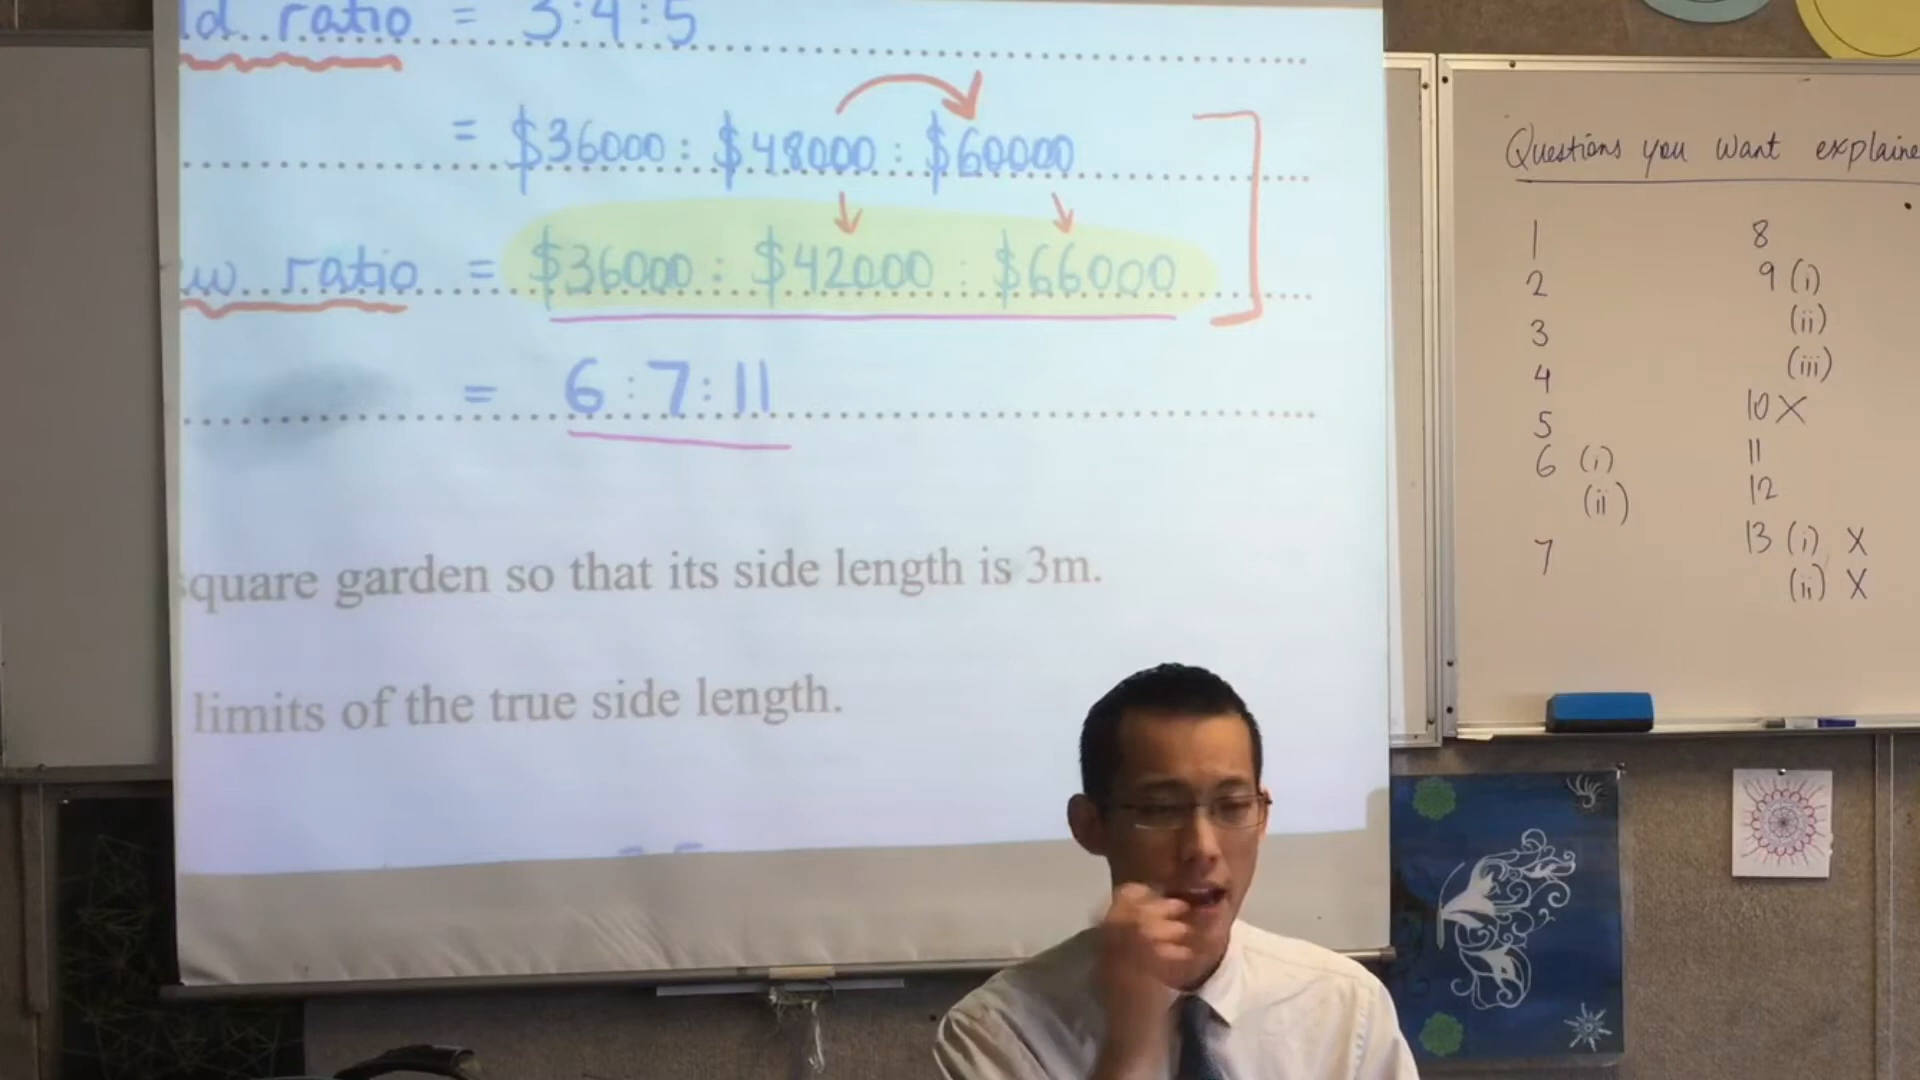 ld ratio = 3:4:5
= $36000 : $48000 : $60000
w ratio = $36000 : $42000 : $66000
= 6:7:11
square garden so that its side length is 3m.
limits of the true side length.
Questions you want explaine
1
2
3
4
5
6 (i)
(ii)
7
8
9 (i)
(ii)
(iii)
10 X
11
12
13 (i) X
(ii) X